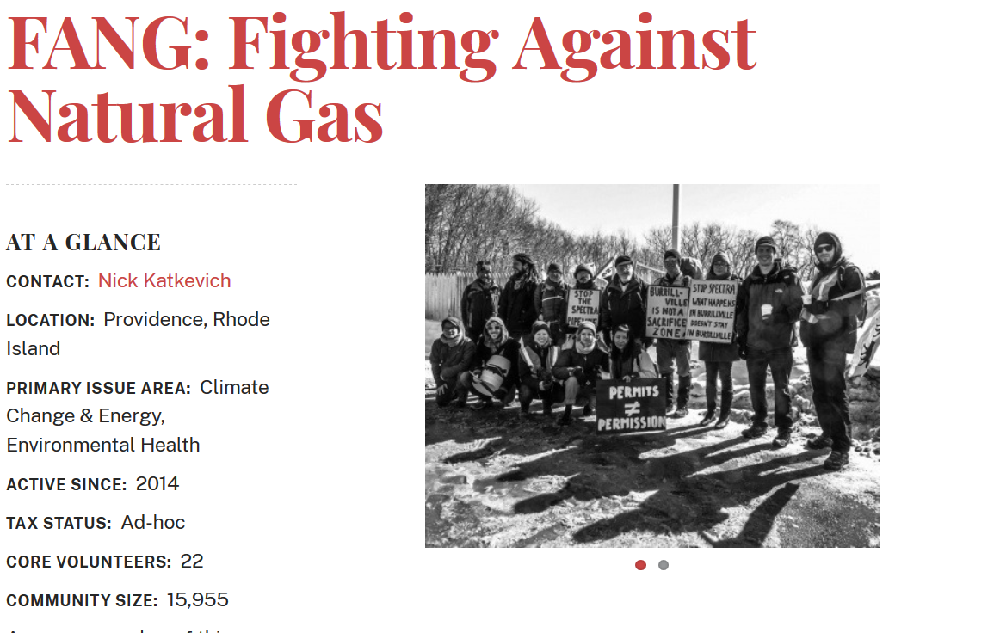 FANG: Fighting Against
Natural Gas
AT A GLANCE
CONTACT: Nick Katkevich
LOCATION: Providence, Rhode
Island
PRIMARY ISSUE AREA: Climate
Change & Energy,
Environmental Health
ACTIVE SINCE: 2014
TAX STATUS: Ad-hoc
CORE VOLUNTEERS: 22
COMMUNITY SIZE: 15,955
STOP
THE
SPECTRA
PIPELINE
BURRILL-
VILLE
IS NOT A
SACRIFICE
ZONE
STOP SPECTRA
WHAT HAPPENS
IN BURRILLVILLE
DOESN'T STAY
IN BURRILLVILLE
PERMITS
≠
PERMISSION